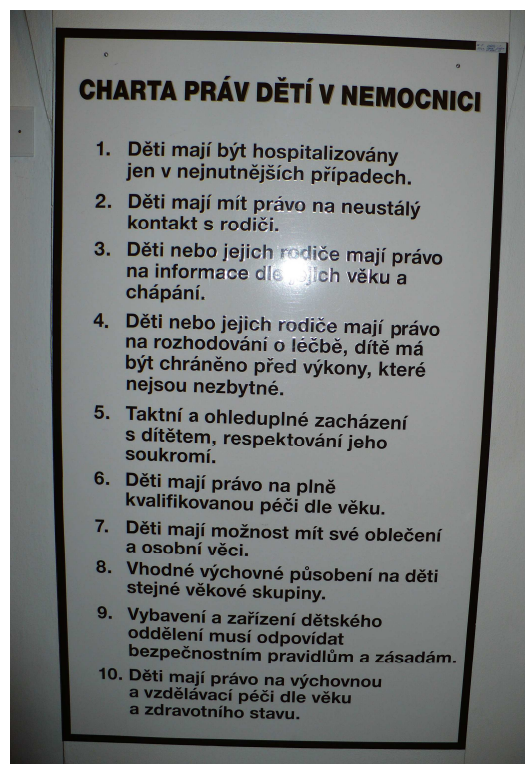 CHARTA PRÁV DĚTÍ V NEMOCNICI
1. Děti mají být hospitalizovány
jen v nejnutnějších případech.
2. Děti mají mít právo na neustálý
kontakt s rodiči.
3. Děti nebo jejich rodiče mají právo
na informace dle jejich věku a
chápání.
4. Děti nebo jejich rodiče mají právo
na rozhodování o léčbě, dítě má
být chráněno před výkony, které
nejsou nezbytné.
5. Taktní a ohleduplné zacházení
s dítětem, respektování jeho
soukromí.
6. Děti mají právo na plně
kvalifikovanou péči dle věku.
7. Děti mají možnost mít své oblečení
a osobní věci.
8. Vhodné výchovné působení na děti
stejné věkové skupiny.
9. Vybavení a zařízení dětského
oddělení musí odpovídat
bezpečnostním pravidlům a zásadám.
10. Děti mají právo na výchovnou
a vzdělávací péči dle věku
a zdravotního stavu.